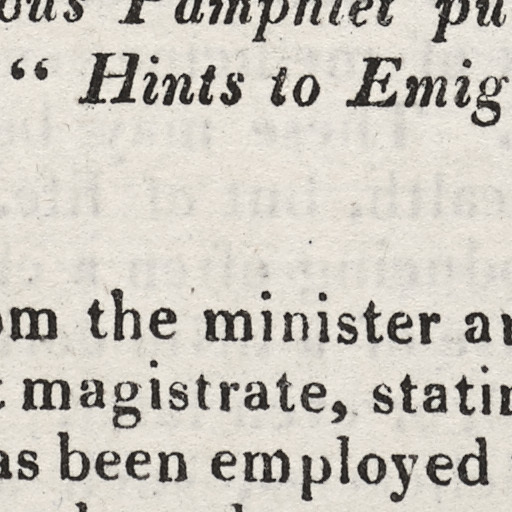 ous Pamphlet pu
“ Hints to Emig
om the minister a
t magistrate, statin
as been employed